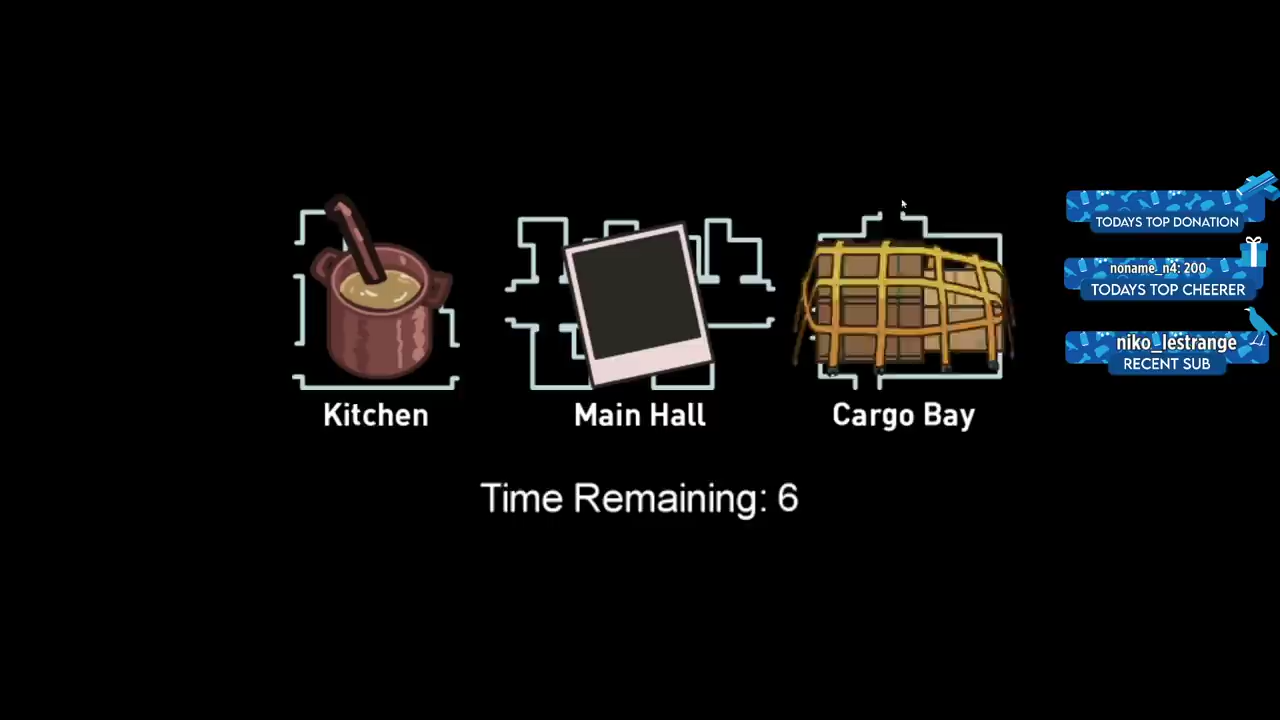 Kitchen
Main Hall
Cargo Bay
Time Remaining: 6
TODAYS TOP DONATION
noname_n4: 200
TODAYS TOP CHEERER
niko_lestrange
RECENT SUB